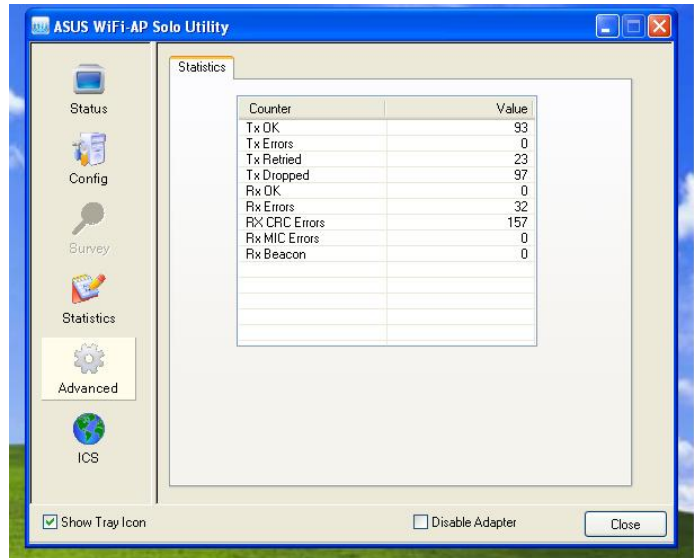 ASUS WiFi-AP Solo Utility
Status
Config
Survey
Statistics
Advanced
ICS
Statistics
Counter Value
Tx OK 93
Tx Errors 0
Tx Retried 23
Tx Dropped 97
Rx OK 0
Rx Errors 32
RX CRC Errors 157
Rx MIC Errors 0
Rx Beacon 0
Show Tray Icon Disable Adapter Close